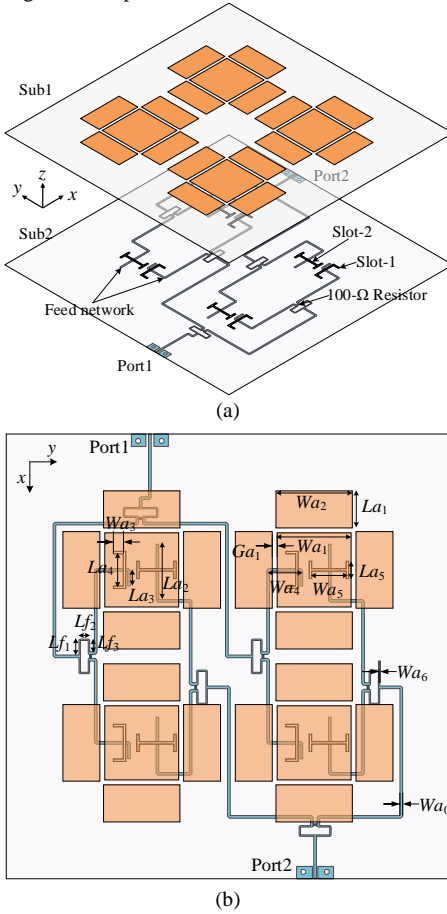 Sub1
Port2
z
y
x
Sub2
Slot-2
Slot-1
100-Ω Resistor
Feed network
Port1
(a)
Port1
y
x
Wa3
Wa2
La1
Ga1
Wa1
La4
La3
La2
Wa4
Wa5
La5
Lf2
Lf1
Lf3
Wa6
Wa0
Port2
(b)